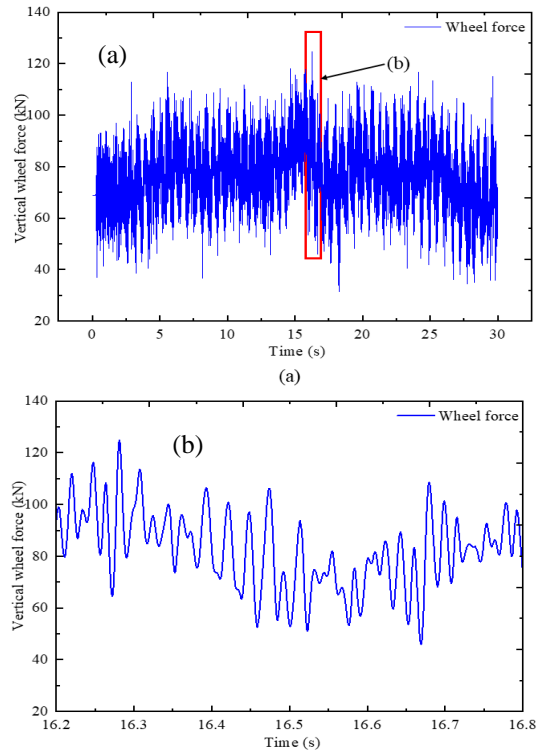 140
Wheel force
(a)
120
(b)
100
80
60
40
20
Vertical wheel force (kN)
0 5 10 15 20 25 30
Time (s)
(a)
140
Wheel force
(b)
120
100
80
60
40
20
Vertical wheel force (kN)
16.2 16.3 16.4 16.5 16.6 16.7 16.8
Time (s)